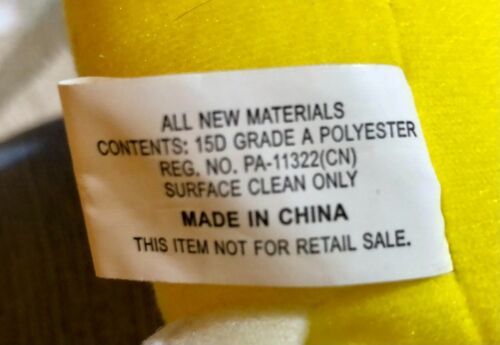 ALL NEW MATERIALS
CONTENTS: 15D GRADE A POLYESTER
REG. NO. PA-11322(CN)
SURFACE CLEAN ONLY
MADE IN CHINA
THIS ITEM NOT FOR RETAIL SALE.